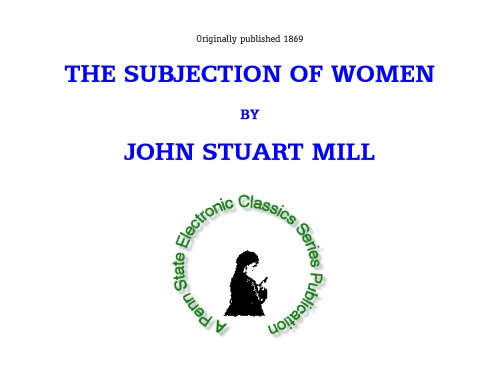 Originally published 1869
THE SUBJECTION OF WOMEN
BY
JOHN STUART MILL
A Penn State Electronic Classics Series Publication